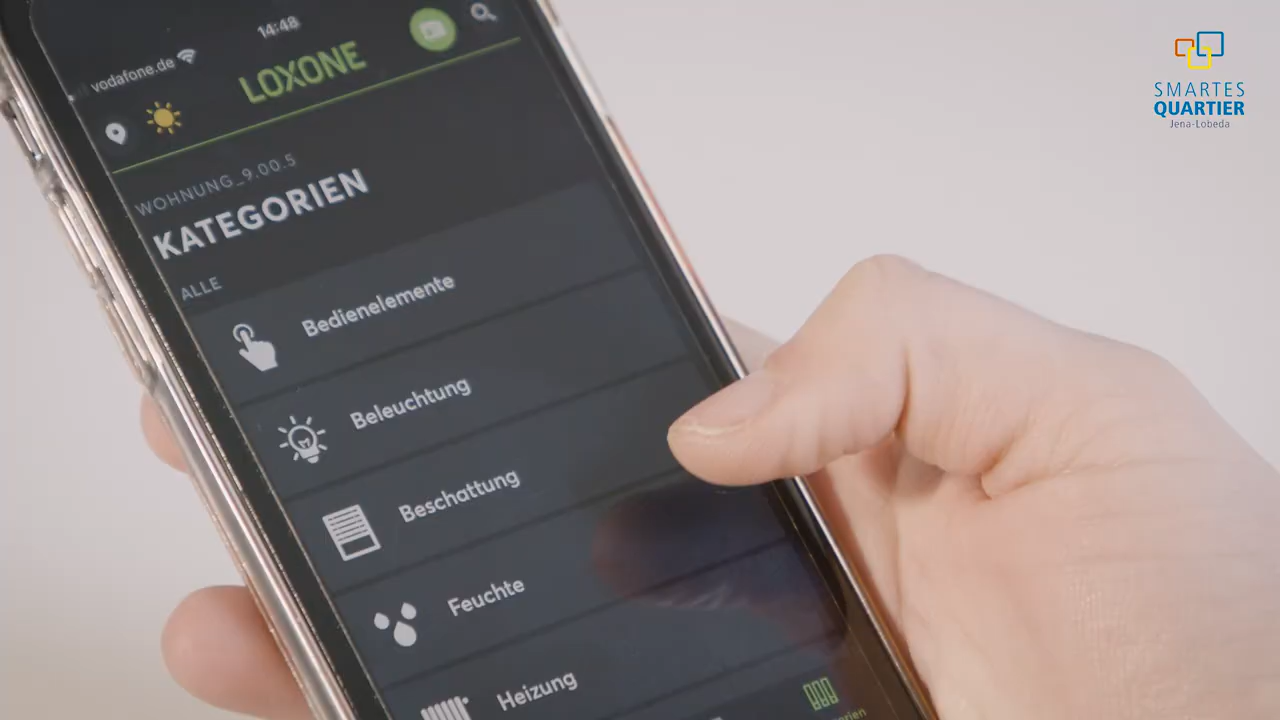 vodafone.de
14:48
LOXONE
WOHNUNG_9.00.5
KATEGORIEN
ALLE
Bedienelemente
Beleuchtung
Beschattung
Feuchte
Heizung
SMARTES
QUARTIER
Jena-Lobeda